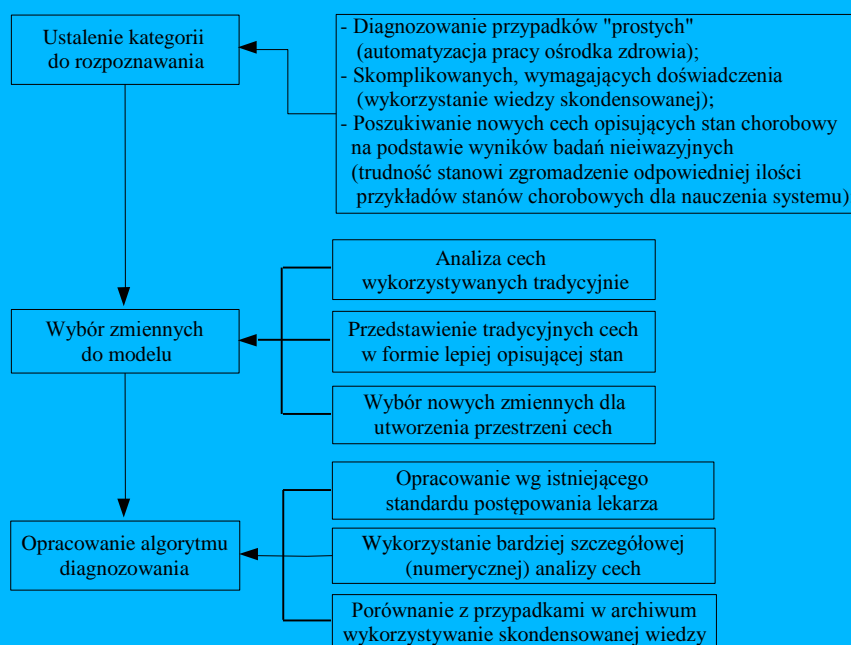 Ustalenie kategorii
do rozpoznawania
- Diagnozowanie przypadków "prostych"
(automatyzacja pracy ośrodka zdrowia);
- Skomplikowanych, wymagających doświadczenia
(wykorzystanie wiedzy skondensowanej);
- Poszukiwanie nowych cech opisujących stan chorobowy
na podstawie wyników badań nieiwazyjnych
(trudność stanowi zgromadzenie odpowiedniej ilości
przykładów stanów chorobowych dla nauczenia systemu)
Wybór zmiennych
do modelu
Analiza cech
wykorzystywanych tradycyjnie
Przedstawienie tradycyjnych cech
w formie lepiej opisującej stan
Wybór nowych zmiennych dla
utworzenia przestrzeni cech
Opracowanie algorytmu
diagnozowania
Opracowanie wg istniejącego
standardu postępowania lekarza
Wykorzystanie bardziej szczegółowej
(numerycznej) analizy cech
Porównanie z przypadkami w archiwum
wykorzystywanie skondensowanej wiedzy